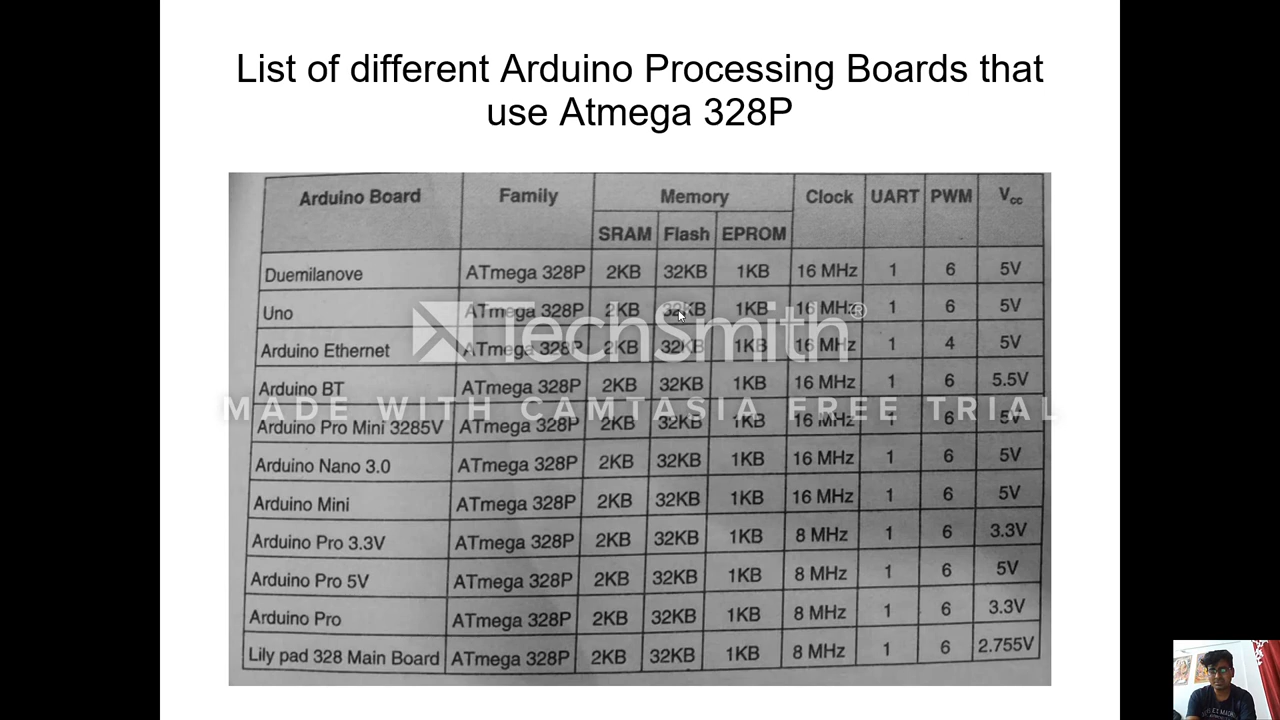 List of different Arduino Processing Boards that
use Atmega 328P
Arduino Board Family Memory Clock UART PWM Vcc
SRAM Flash EPROM
Duemilanove ATmega 328P 2KB 32KB 1KB 16 MHz 1 6 5V
Uno ATmega 328P 2KB 32KB 1KB 16 MHz 1 6 5V
Arduino Ethernet ATmega 328P 2KB 32KB 1KB 16 MHz 1 4 5V
Arduino BT ATmega 328P 2KB 32KB 1KB 16 MHz 1 6 5.5V
Arduino Pro Mini 3285V ATmega 328P 2KB 32KB 1KB 16 MHz 1 6 5V
Arduino Nano 3.0 ATmega 328P 2KB 32KB 1KB 16 MHz 1 6 5V
Arduino Mini ATmega 328P 2KB 32KB 1KB 16 MHz 1 6 5V
Arduino Pro 3.3V ATmega 328P 2KB 32KB 1KB 8 MHz 1 6 3.3V
Arduino Pro 5V ATmega 328P 2KB 32KB 1KB 8 MHz 1 6 5V
Arduino Pro ATmega 328P 2KB 32KB 1KB 8 MHz 1 6 3.3V
Lily pad 328 Main Board ATmega 328P 2KB 32KB 1KB 8 MHz 1 6 2.755V
TechSmith®
MADE WITH CAMTASIA FREE TRIAL